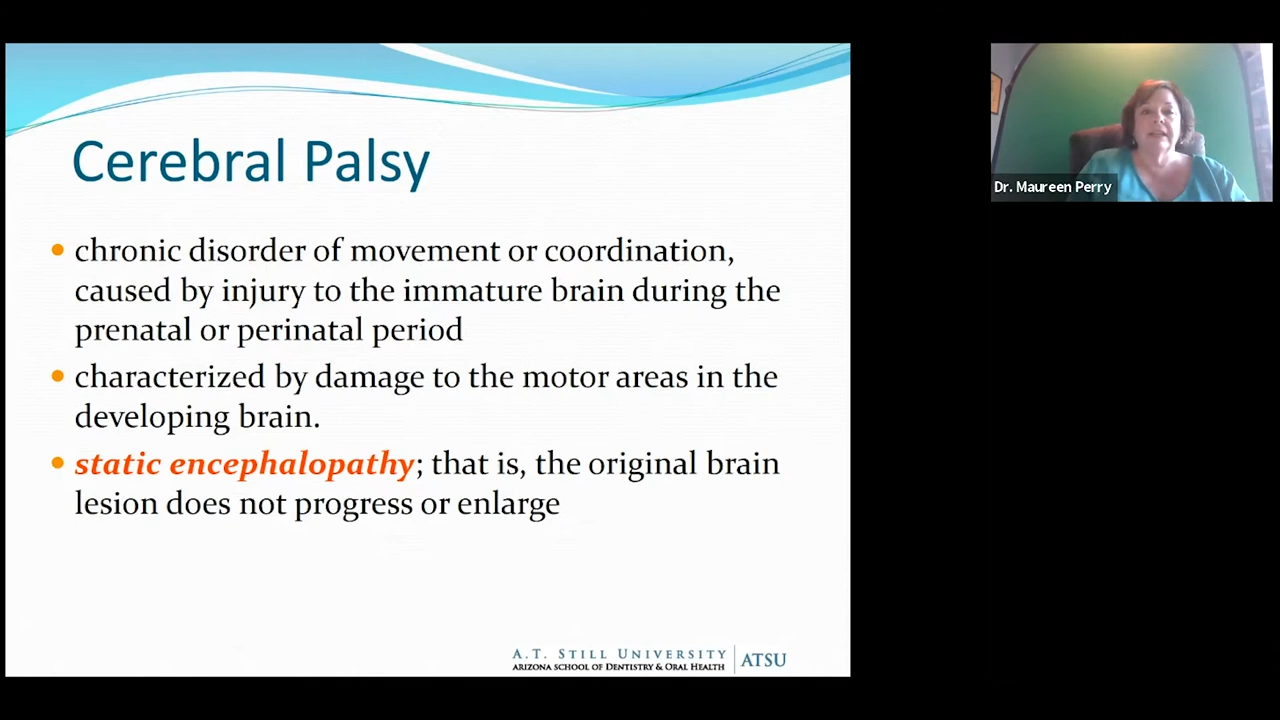 Cerebral Palsy
chronic disorder of movement or coordination,
caused by injury to the immature brain during the
prenatal or perinatal period
characterized by damage to the motor areas in the
developing brain.
static encephalopathy; that is, the original brain
lesion does not progress or enlarge
A.T. STILL UNIVERSITY
ARIZONA SCHOOL OF DENTISTRY & ORAL HEALTH
ATSU
Dr. Maureen Perry